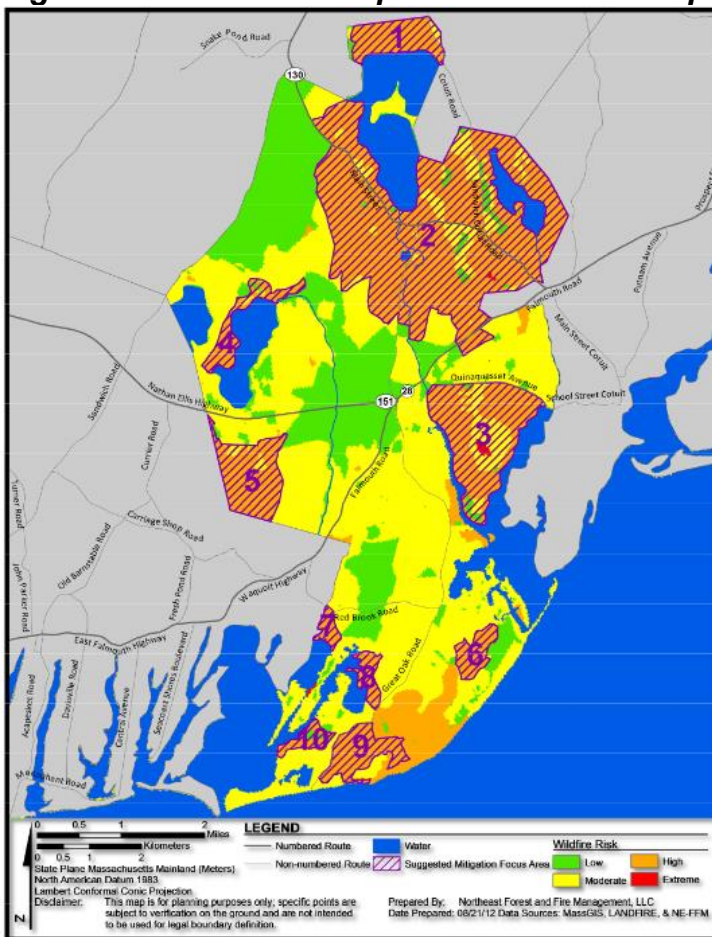 1
Snake Pond Road
130
Cotuit Road
Main Street
2
Prospect
Falmouth Road
Putnam Avenue
Main Street Cotuit
4
Quinaquisset Avenue
School Street Cotuit
Sandwich Road
Nathan Ellis Highway
28
151
3
Currier Road
5
Falmouth Road
Turner Road
Carriage Shop Road
Old Barnstable Road
John Parker Road
Fresh Pond Road
Waquoit Highway
7
Red Brook Road
East Falmouth Highway
6
8
Great Oak Road
Acapesket Road
Davisville Road
Central Avenue
Seacoast Shores Boulevard
10
9
Menauhant Road
0 0.5 1 2
Miles
Kilometers
0 0.5 1 2
State Plane Massachusetts Mainland (Meters)
North American Datum 1983
Lambert Conformal Conic Projection
LEGEND
Numbered Route
Non-numbered Route
Water
Suggested Mitigation Focus Area
Wildfire Risk
Low
High
Moderate
Extreme
Disclaimer: This map is for planning purposes only; specific points are
subject to verification on the ground and are not intended
to be used for legal boundary definition.
Prepared By: Northeast Forest and Fire Management, LLC
Date Prepared: 08/21/12 Data Sources: MassGIS, LANDFIRE, & NE-FFM
N